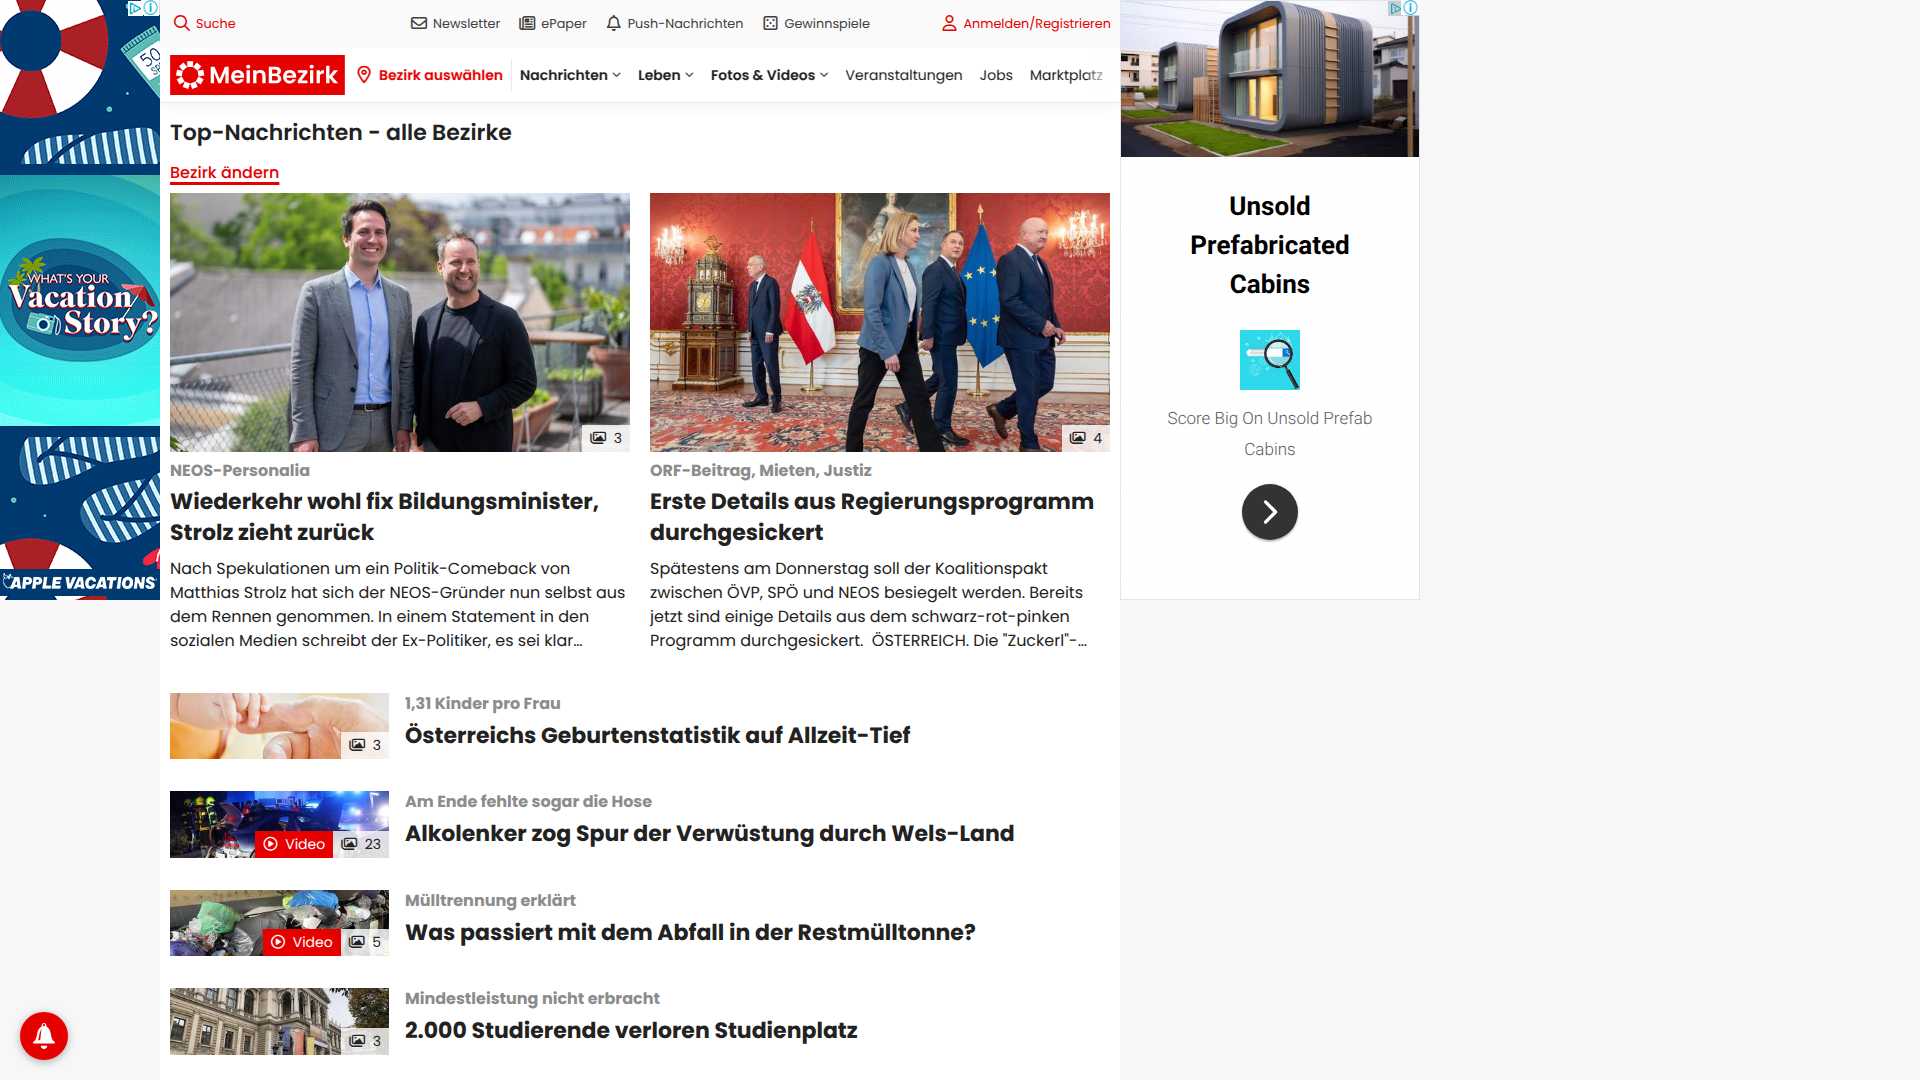 Suche
Newsletter
ePaper
Push-Nachrichten
Gewinnspiele
Anmelden/Registrieren
MeinBezirk
Bezirk auswählen
Nachrichten
Leben
Fotos & Videos
Veranstaltungen
Jobs
Marktplatz
Top-Nachrichten - alle Bezirke
Bezirk ändern
3
NEOS-Personalia
Wiederkehr wohl fix Bildungsminister,
Strolz zieht zurück
Nach Spekulationen um ein Politik-Comeback von
Matthias Strolz hat sich der NEOS-Gründer nun selbst aus
dem Rennen genommen. In einem Statement in den
sozialen Medien schreibt der Ex-Politiker, es sei klar...
4
ORF-Beitrag, Mieten, Justiz
Erste Details aus Regierungsprogramm
durchgesickert
Spätestens am Donnerstag soll der Koalitionspakt
zwischen ÖVP, SPÖ und NEOS besiegelt werden. Bereits
jetzt sind einige Details aus dem schwarz-rot-pinken
Programm durchgesickert. ÖSTERREICH. Die "Zuckerl"-...
3
1,31 Kinder pro Frau
Österreichs Geburtenstatistik auf Allzeit-Tief
Video
23
Am Ende fehlte sogar die Hose
Alkolenker zog Spur der Verwüstung durch Wels-Land
Video
5
Mülltrennung erklärt
Was passiert mit dem Abfall in der Restmülltonne?
3
Mindestleistung nicht erbracht
2.000 Studierende verloren Studienplatz
WHAT'S YOUR
Vacation
Story?
APPLE VACATIONS
Unsold
Prefabricated
Cabins
Score Big On Unsold Prefab
Cabins